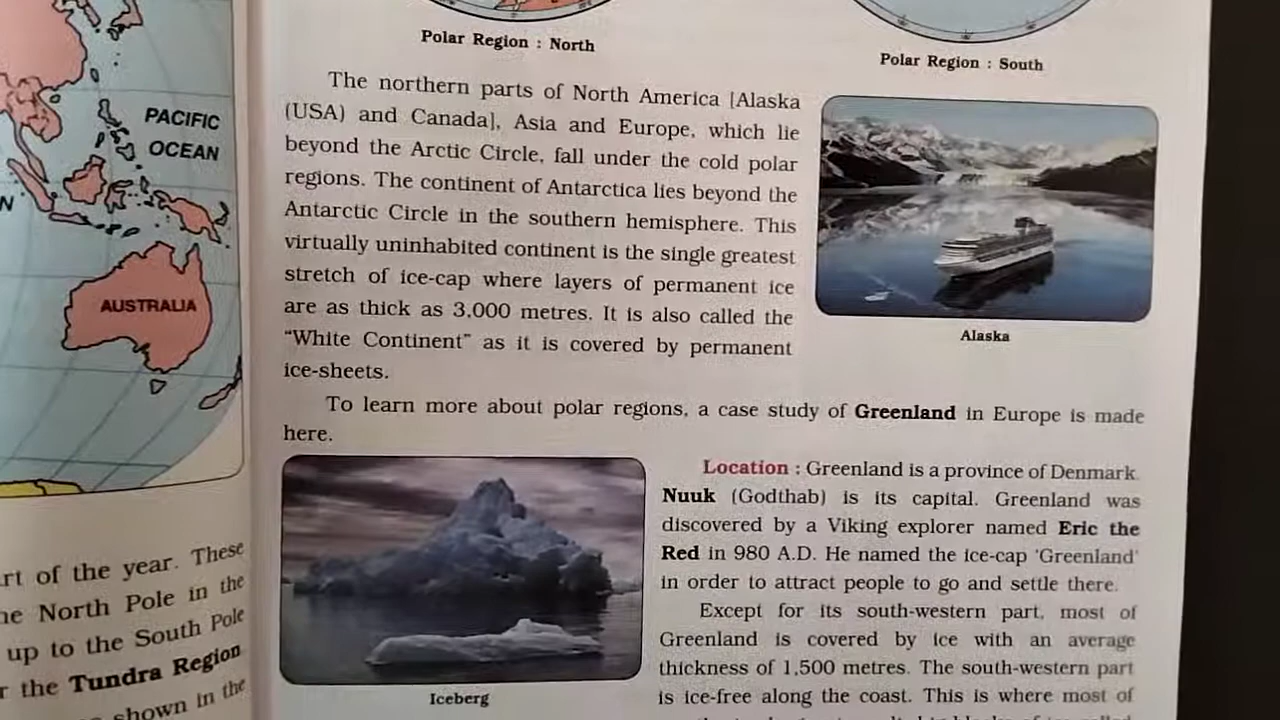 PACIFIC
OCEAN
N
AUSTRALIA
rt of the year. These
he North Pole in the
up to the South Pole
r the Tundra Region
shown in the
Polar Region : North
Polar Region : South
The northern parts of North America [Alaska
(USA) and Canada], Asia and Europe, which lie
beyond the Arctic Circle, fall under the cold polar
regions. The continent of Antarctica lies beyond the
Antarctic Circle in the southern hemisphere. This
virtually uninhabited continent is the single greatest
stretch of ice-cap where layers of permanent ice
are as thick as 3,000 metres. It is also called the
“White Continent” as it is covered by permanent
ice-sheets.
Alaska
To learn more about polar regions, a case study of Greenland in Europe is made
here.
Iceberg
Location : Greenland is a province of Denmark.
Nuuk (Godthab) is its capital. Greenland was
discovered by a Viking explorer named Eric the
Red in 980 A.D. He named the ice-cap 'Greenland'
in order to attract people to go and settle there.
Except for its south-western part, most of
Greenland is covered by ice with an average
thickness of 1,500 metres. The south-western part
is ice-free along the coast. This is where most of